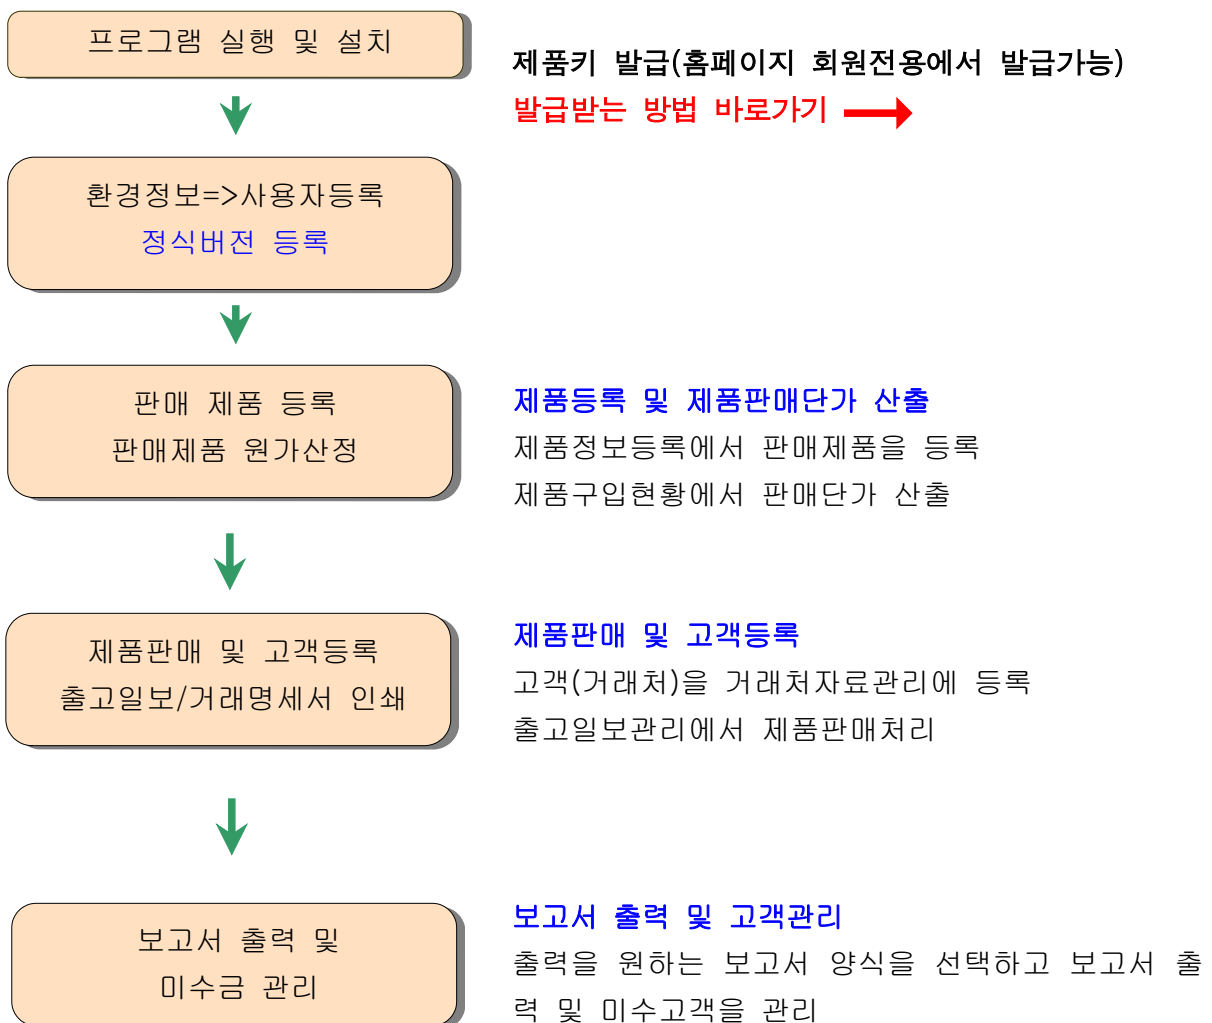 프로그램 실행 및 설치
제품키 발급(홈페이지 회원전용에서 발급가능)
발급받는 방법 바로가기
환경정보=>사용자등록
정식버전 등록
판매 제품 등록
판매제품 원가산정
제품등록 및 제품판매단가 산출
제품정보등록에서 판매제품을 등록
제품구입현황에서 판매단가 산출
제품판매 및 고객등록
출고일보/거래명세서 인쇄
제품판매 및 고객등록
고객(거래처)을 거래처자료관리에 등록
출고일보관리에서 제품판매처리
보고서 출력 및
미수금 관리
보고서 출력 및 고객관리
출력을 원하는 보고서 양식을 선택하고 보고서 출
력 및 미수고객을 관리